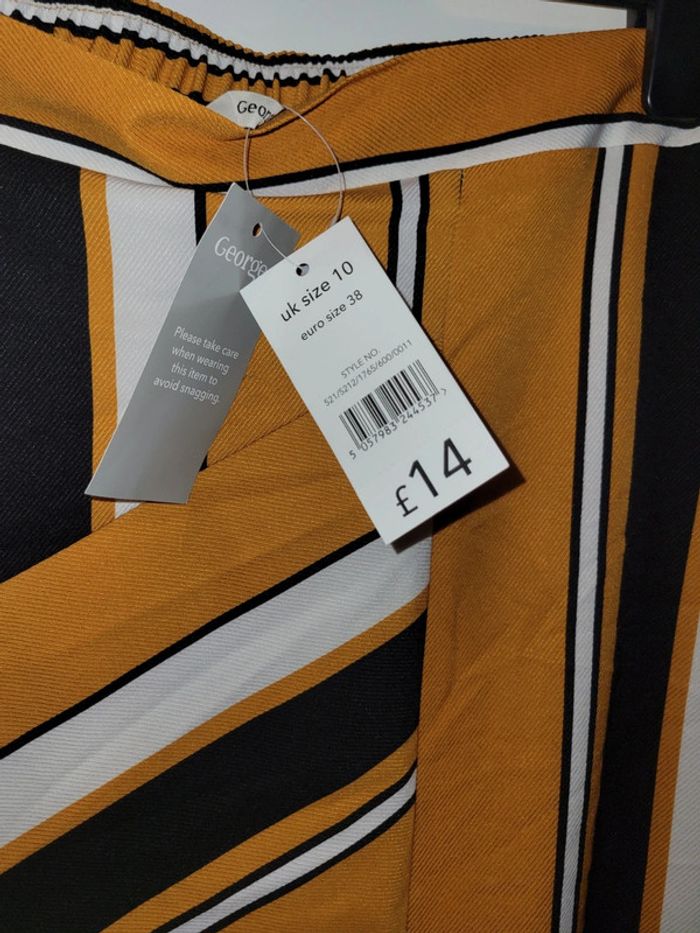 George
George
Please take care
when wearing
this item to
avoid snagging.
uk size 10
euro size 38
STYLE NO.
521/5212/1765/600/0011
5 057983 244537 >
£14